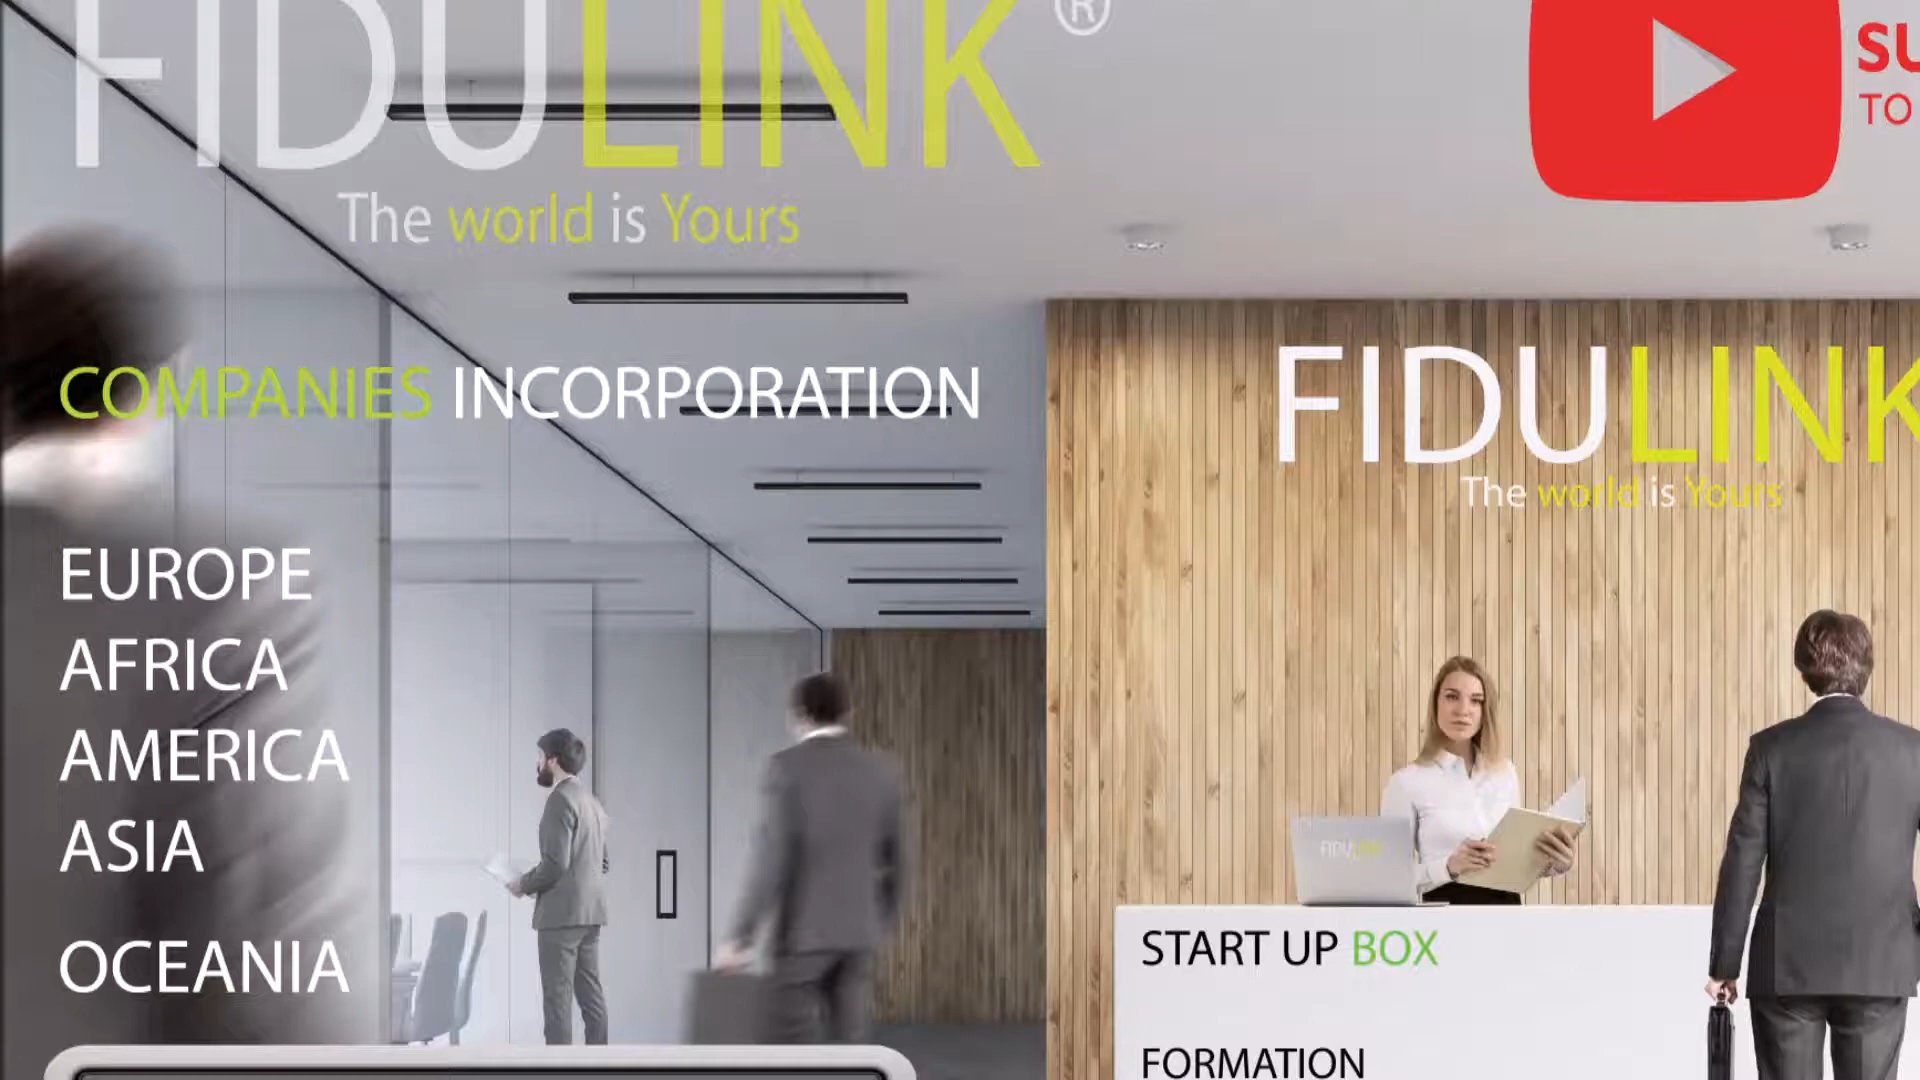 FIDULINK®
The world is Yours
SU
TO
COMPANIES INCORPORATION
EUROPE
AFRICA
AMERICA
ASIA
OCEANIA
FIDULINK
The world is Yours
FIDULINK
START UP BOX
FORMATION